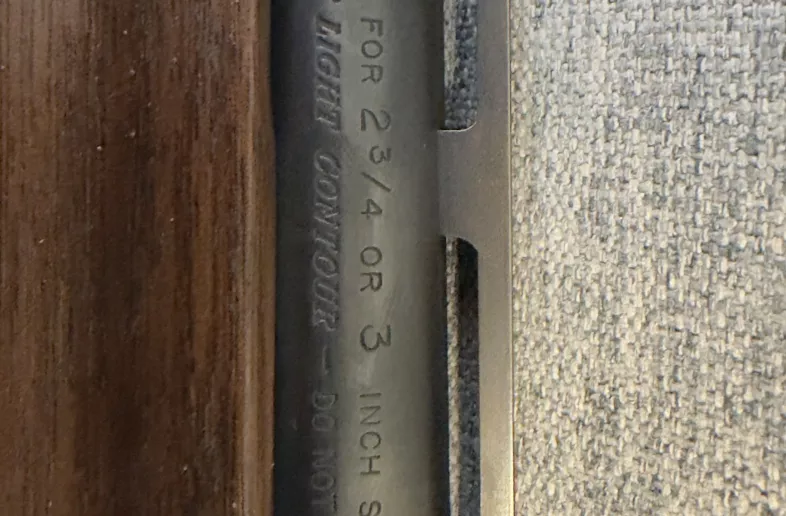 FOR 2 3/4 OR 3 INCH S
LIGHT CONTOUR - DO NOT